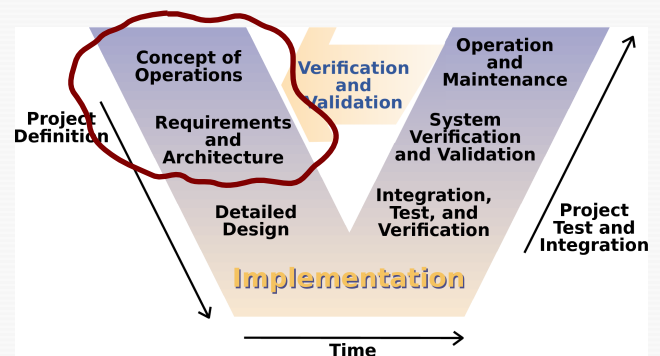 Concept of
Operations
Requirements
and
Architecture
Detailed
Design
Project
Definition
Verification
and
Validation
Operation
and
Maintenance
System
Verification
and Validation
Integration,
Test, and
Verification
Project
Test and
Integration
Implementation
Time